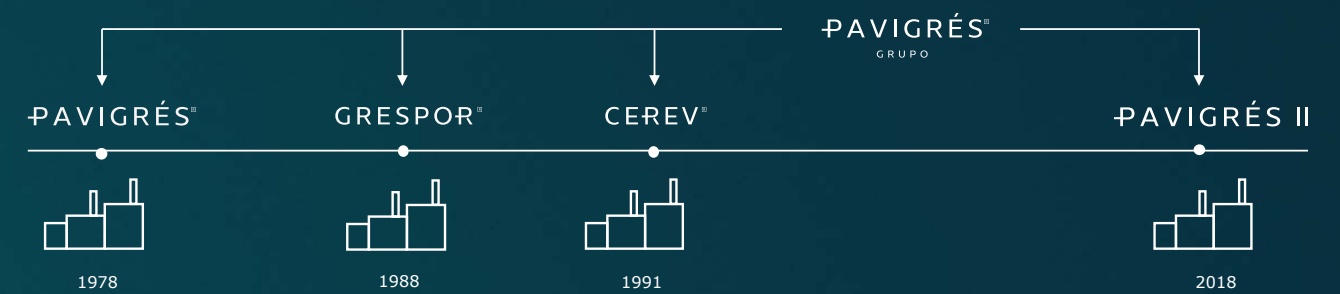 PAVIGRÉS
GRUPO
PAVIGRÉS
GRESPOR
CEREV
PAVIGRÉS II
1978
1988
1991
2018